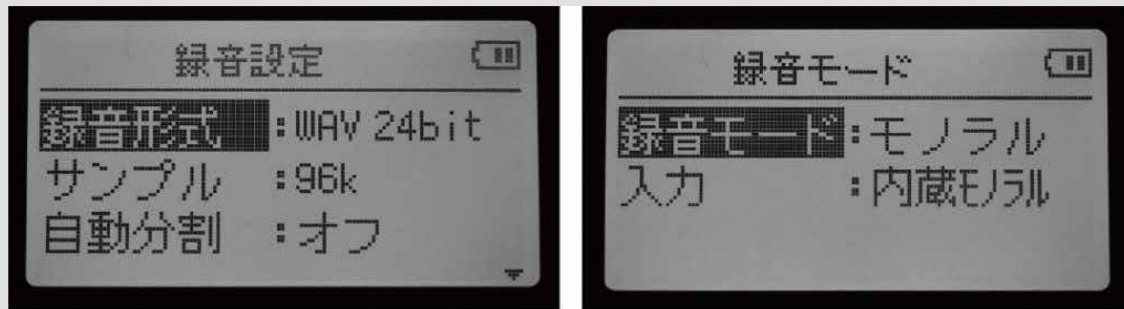 録音設定
録音形式 :WAV 24bit
サンプル :96k
自動分割 :オフ
録音モード
録音モード:モノラル
入力 :内蔵モノラル